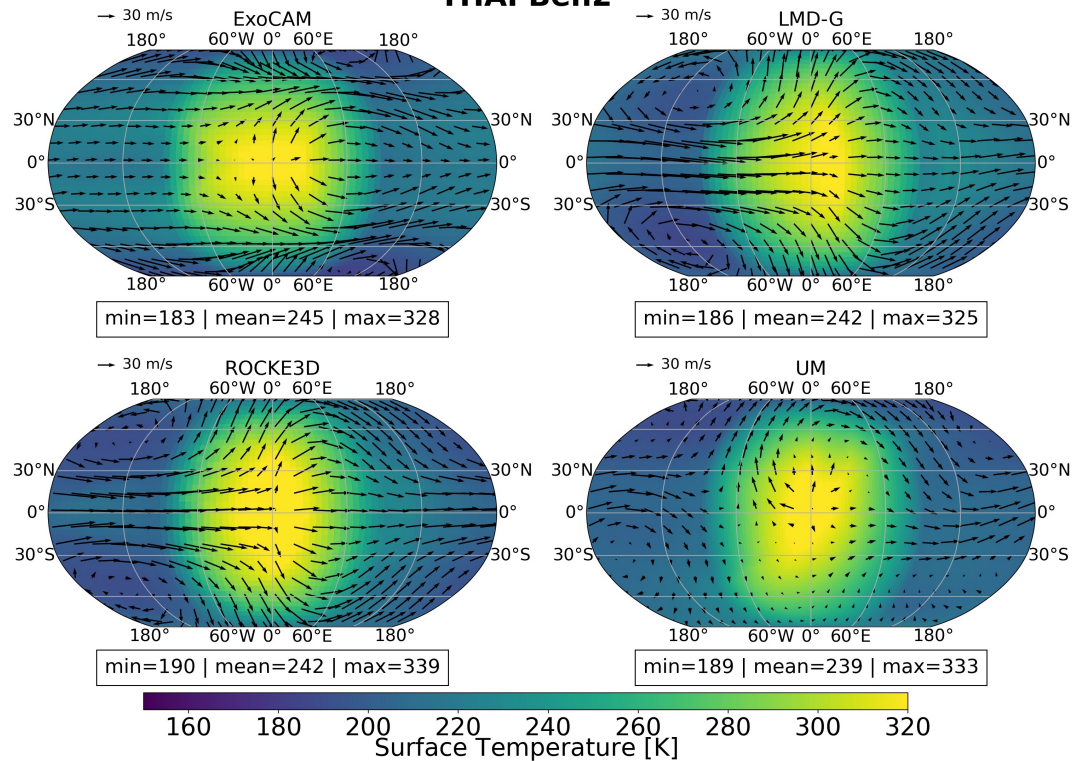 THAI Ben2
30 m/s
ExoCAM
180° 60°W 0° 60°E 180°
30°N 30°N
0° 0°
30°S 30°S
180° 60°W 0° 60°E 180°
min=183 | mean=245 | max=328
30 m/s
LMD-G
180° 60°W 0° 60°E 180°
30°N 30°N
0° 0°
30°S 30°S
180° 60°W 0° 60°E 180°
min=186 | mean=242 | max=325
30 m/s
ROCKE3D
180° 60°W 0° 60°E 180°
30°N 30°N
0° 0°
30°S 30°S
180° 60°W 0° 60°E 180°
min=190 | mean=242 | max=339
30 m/s
UM
180° 60°W 0° 60°E 180°
30°N 30°N
0° 0°
30°S 30°S
180° 60°W 0° 60°E 180°
min=189 | mean=239 | max=333
160 180 200 220 240 260 280 300 320
Surface Temperature [K]